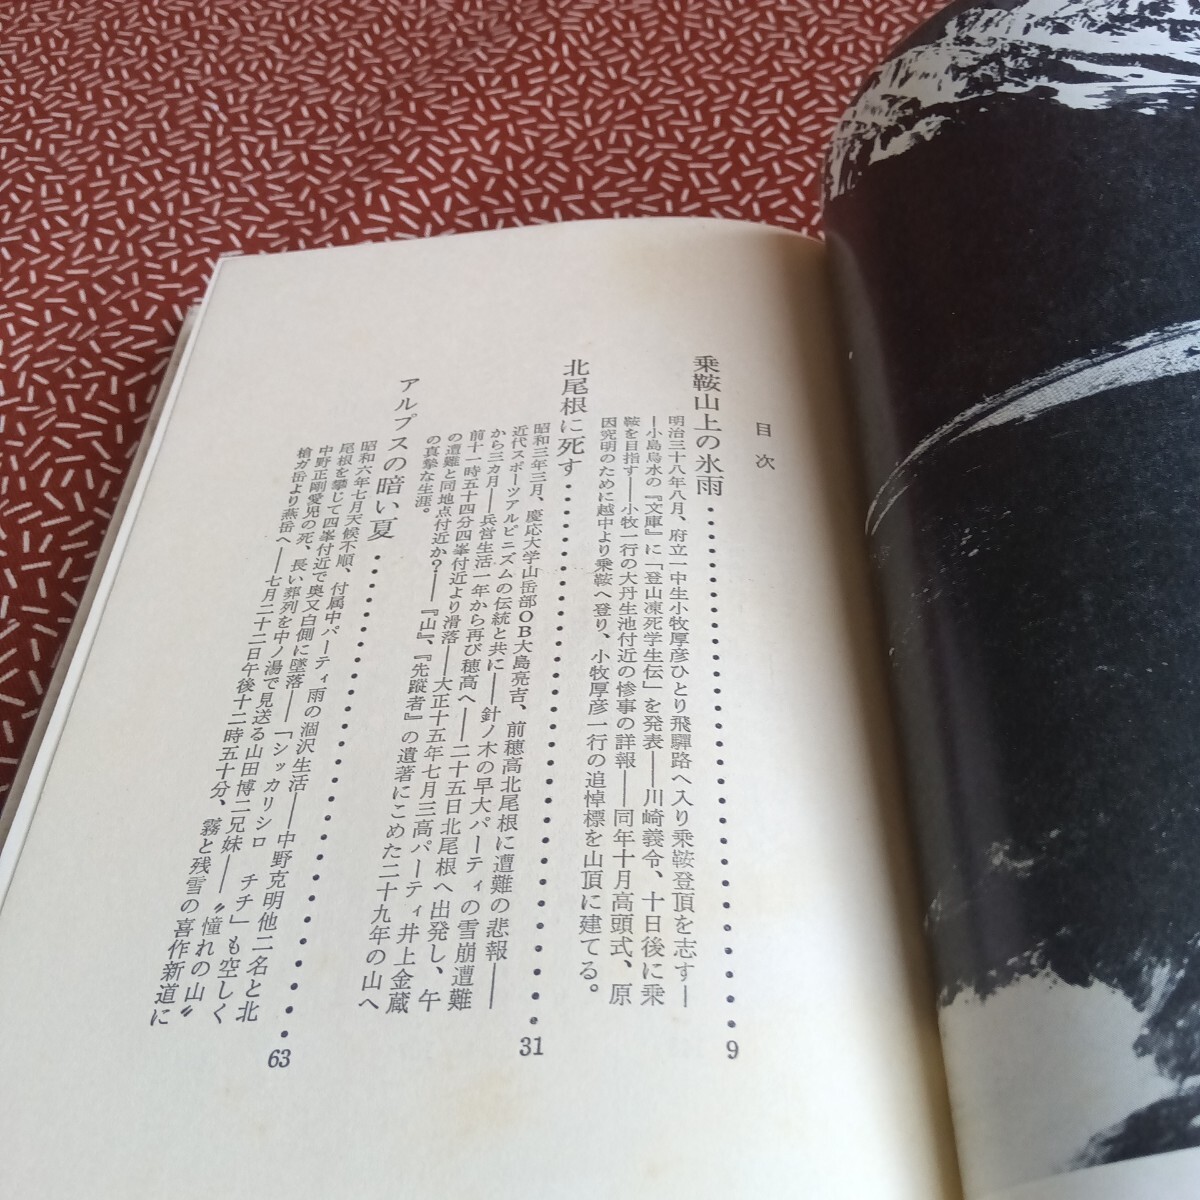 目次
乗鞍山上の氷雨‥‥‥‥‥‥‥‥‥‥‥‥‥9
明治三十八年八月、府立一中生小牧厚彦ひとり飛驒路へ入り乗鞍登頂を志す―
―小島烏水の『文庫』に「登山凍死学生伝」を発表――川崎義令、十日後に乗
鞍を目指す――小牧一行の大丹生池付近の惨事の詳報――同年十月高頭式、原
因究明のために越中より乗鞍へ登り、小牧厚彦一行の追悼標を山頂に建てる。
北尾根に死す‥‥‥‥‥‥‥‥‥‥‥‥‥31
昭和三年三月、慶応大学山岳部OB大島亮吉、前穂高北尾根に遭難の悲報――
近代スポーツアルピニズムの伝統と共に――針ノ木の早大パーティの雪崩遭難
から三カ月――兵営生活一年から再び穂高へ――二十五日北尾根へ出発し、午
前十一時五十四分四峯付近より滑落――大正十五年七月三高パーティ井上金蔵
の遭難と同地点付近か?――『山』、『先蹤者』の遺著にこめた二十九年の山へ
の真摯な生涯。
アルプスの暗い夏‥‥‥‥‥‥‥‥‥‥‥‥‥63
昭和六年七月天候不順、付属中パーティ雨の涸沢生活――中野克明他二名と北
尾根を攀じて四峯付近で奥又白側に墜落――「シッカリシロ　チチ」も空しく
中野正剛愛児の死、長い葬列を中ノ湯で見送る山田博二兄妹――〝憧れの山〟
槍ガ岳より燕岳へ――七月二十二日午後十二時五十分、霧と残雪の喜作新道に